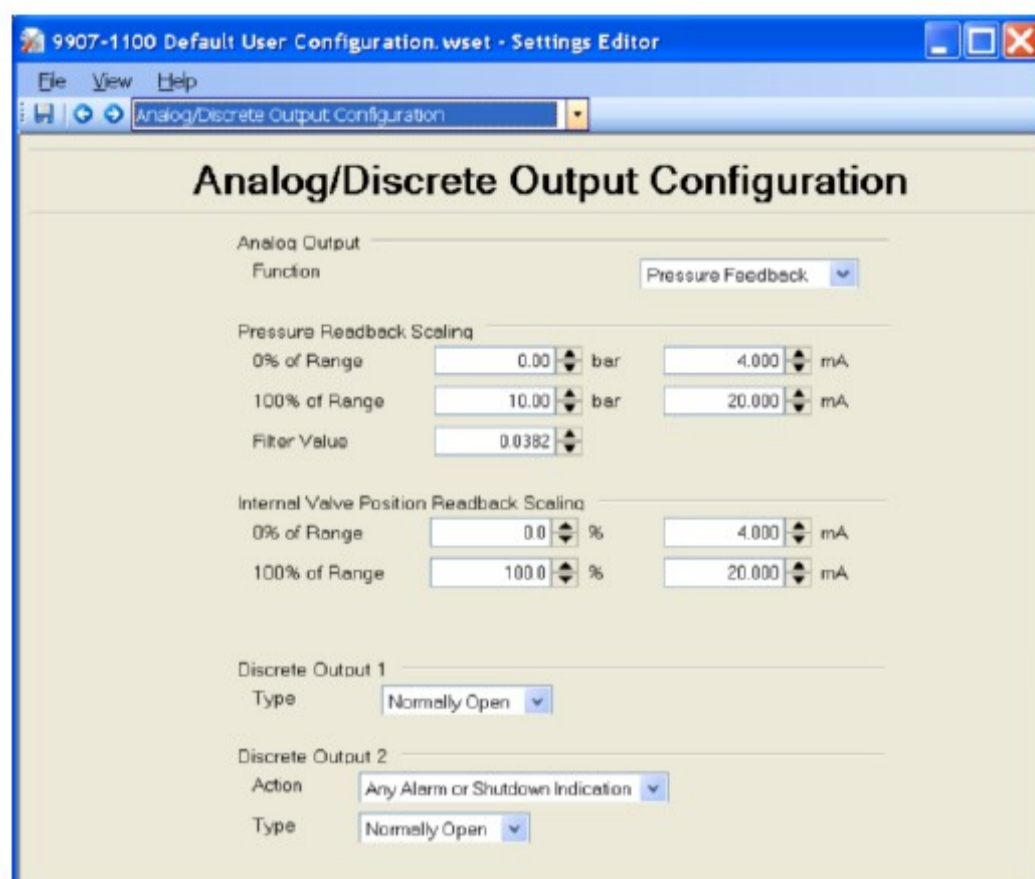 9907-1100 Default User Configuration.wset - Settings Editor
File View Help
Analog/Discrete Output Configuration
Analog/Discrete Output Configuration
Analog Output
Function Pressure Feedback
Pressure Readback Scaling
0% of Range 0.00 bar 4.000 mA
100% of Range 10.00 bar 20.000 mA
Filter Value 0.0382
Internal Valve Position Readback Scaling
0% of Range 0.0 % 4.000 mA
100% of Range 100.0 % 20.000 mA
Discrete Output 1
Type Normally Open
Discrete Output 2
Action Any Alarm or Shutdown Indication
Type Normally Open